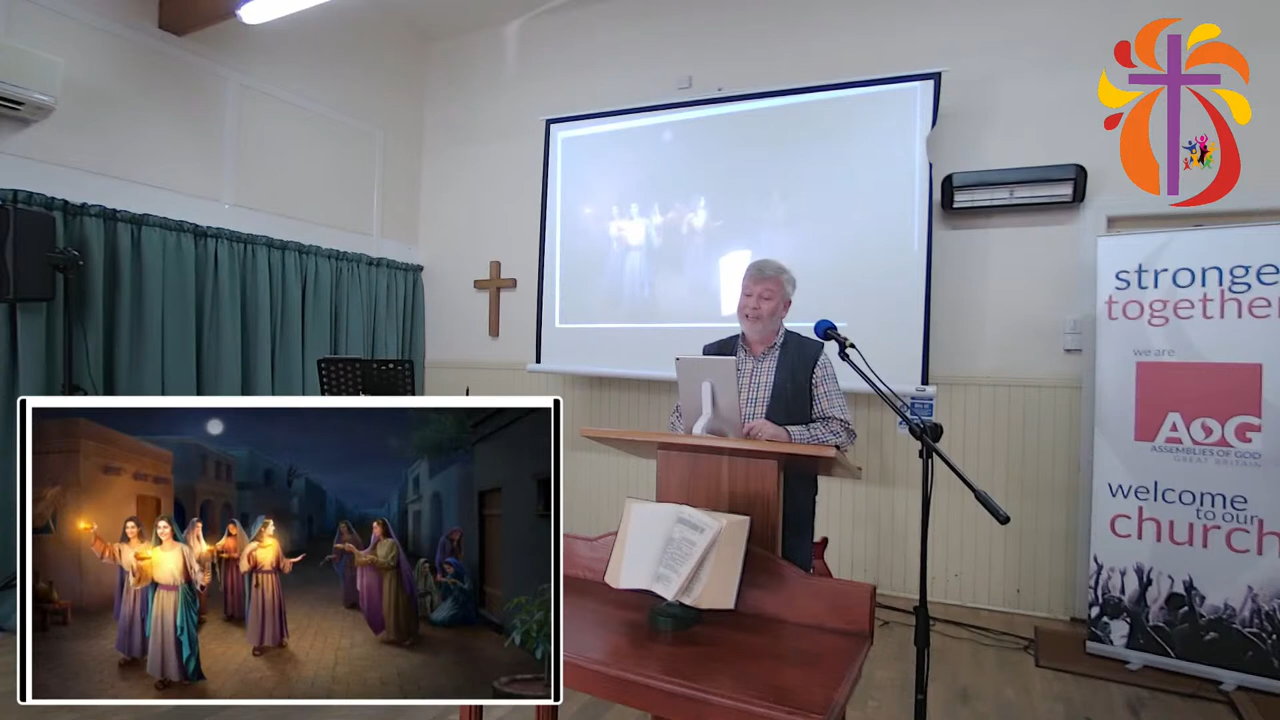 stronge
together
we are
AOG
ASSEMBLIES OF GOD
GREAT BRITAIN
welcome
to our
church